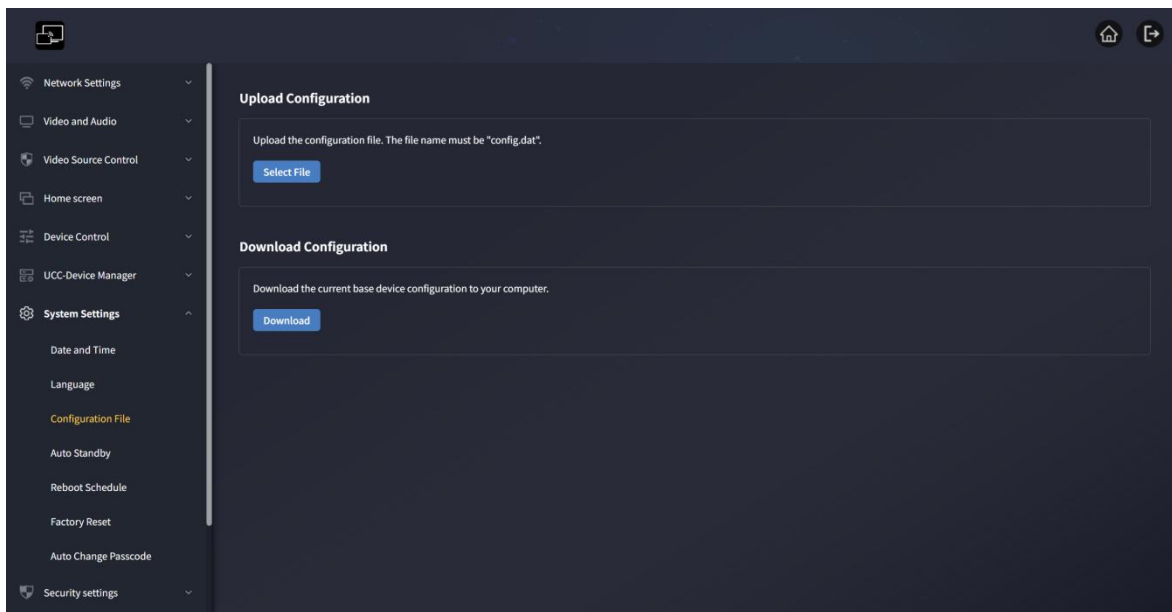 Network Settings
Video and Audio
Video Source Control
Home screen
Device Control
UCC-Device Manager
System Settings
Date and Time
Language
Configuration File
Auto Standby
Reboot Schedule
Factory Reset
Auto Change Passcode
Security settings
Upload Configuration
Upload the configuration file. The file name must be "config.dat".
Select File
Download Configuration
Download the current base device configuration to your computer.
Download